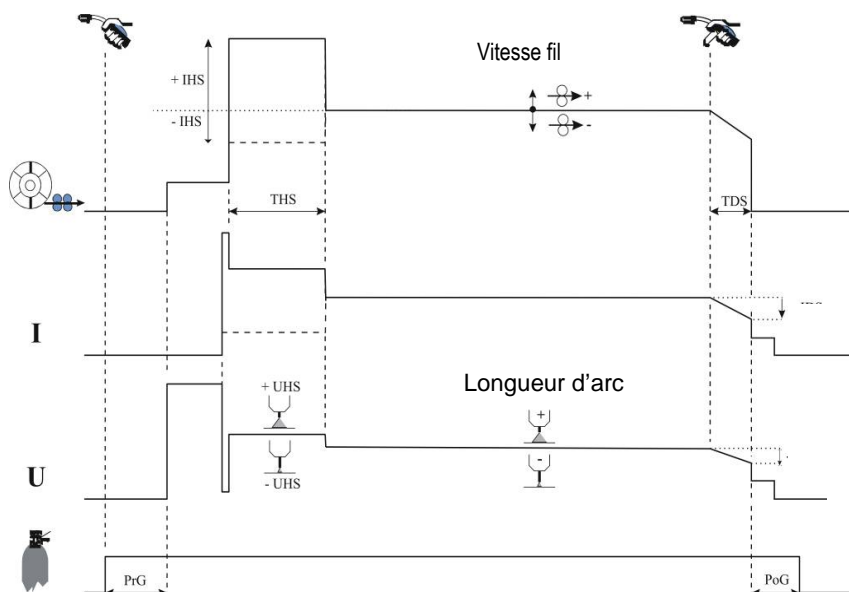 Vitesse fil
+ IHS
- IHS
+
-
THS
TDS
I
+ UHS
Longueur d’arc
+
-
- UHS
U
PrG
PoG